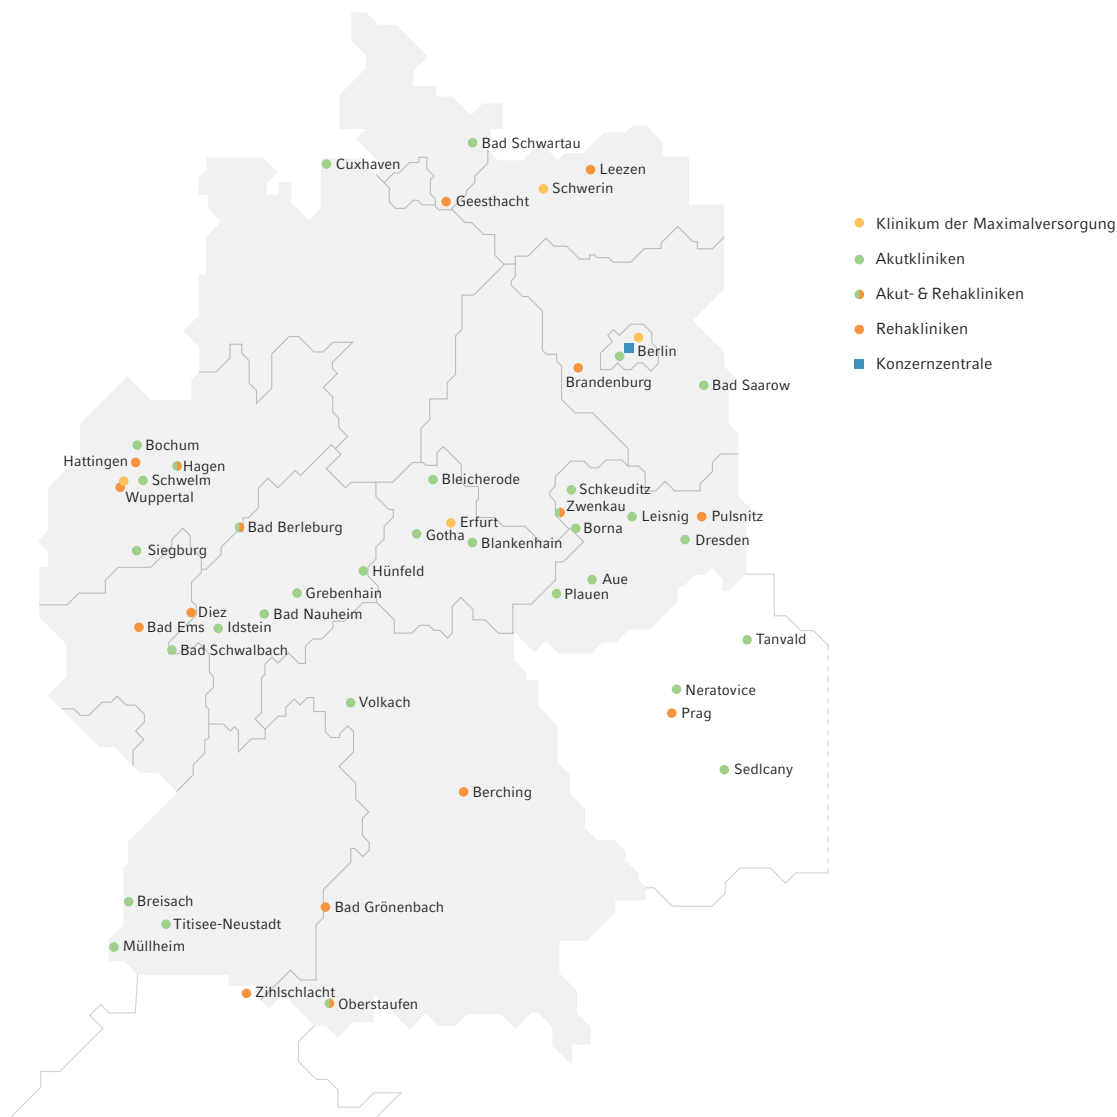 Bad Schwartau
Cuxhaven
Leezen
Schwerin
Geesthacht
Klinikum der Maximalversorgung
Akutkliniken
Akut- & Rehakliniken
Rehakliniken
Konzernzentrale
Berlin
Brandenburg
Bad Saarow
Bochum
Hattingen
Hagen
Schwelm
Wuppertal
Bleicherode
Schkeuditz
Zwenkau
Leisnig
Pulsnitz
Erfurt
Borna
Bad Berleburg
Gotha
Blankenhain
Dresden
Siegburg
Hünfeld
Aue
Grebenhain
Plauen
Diez
Bad Nauheim
Bad Ems
Idstein
Tanvald
Bad Schwalbach
Neratovice
Volkach
Prag
Sedlcany
Berching
Breisach
Bad Grönenbach
Titisee-Neustadt
Müllheim
Zihlschlacht
Oberstaufen